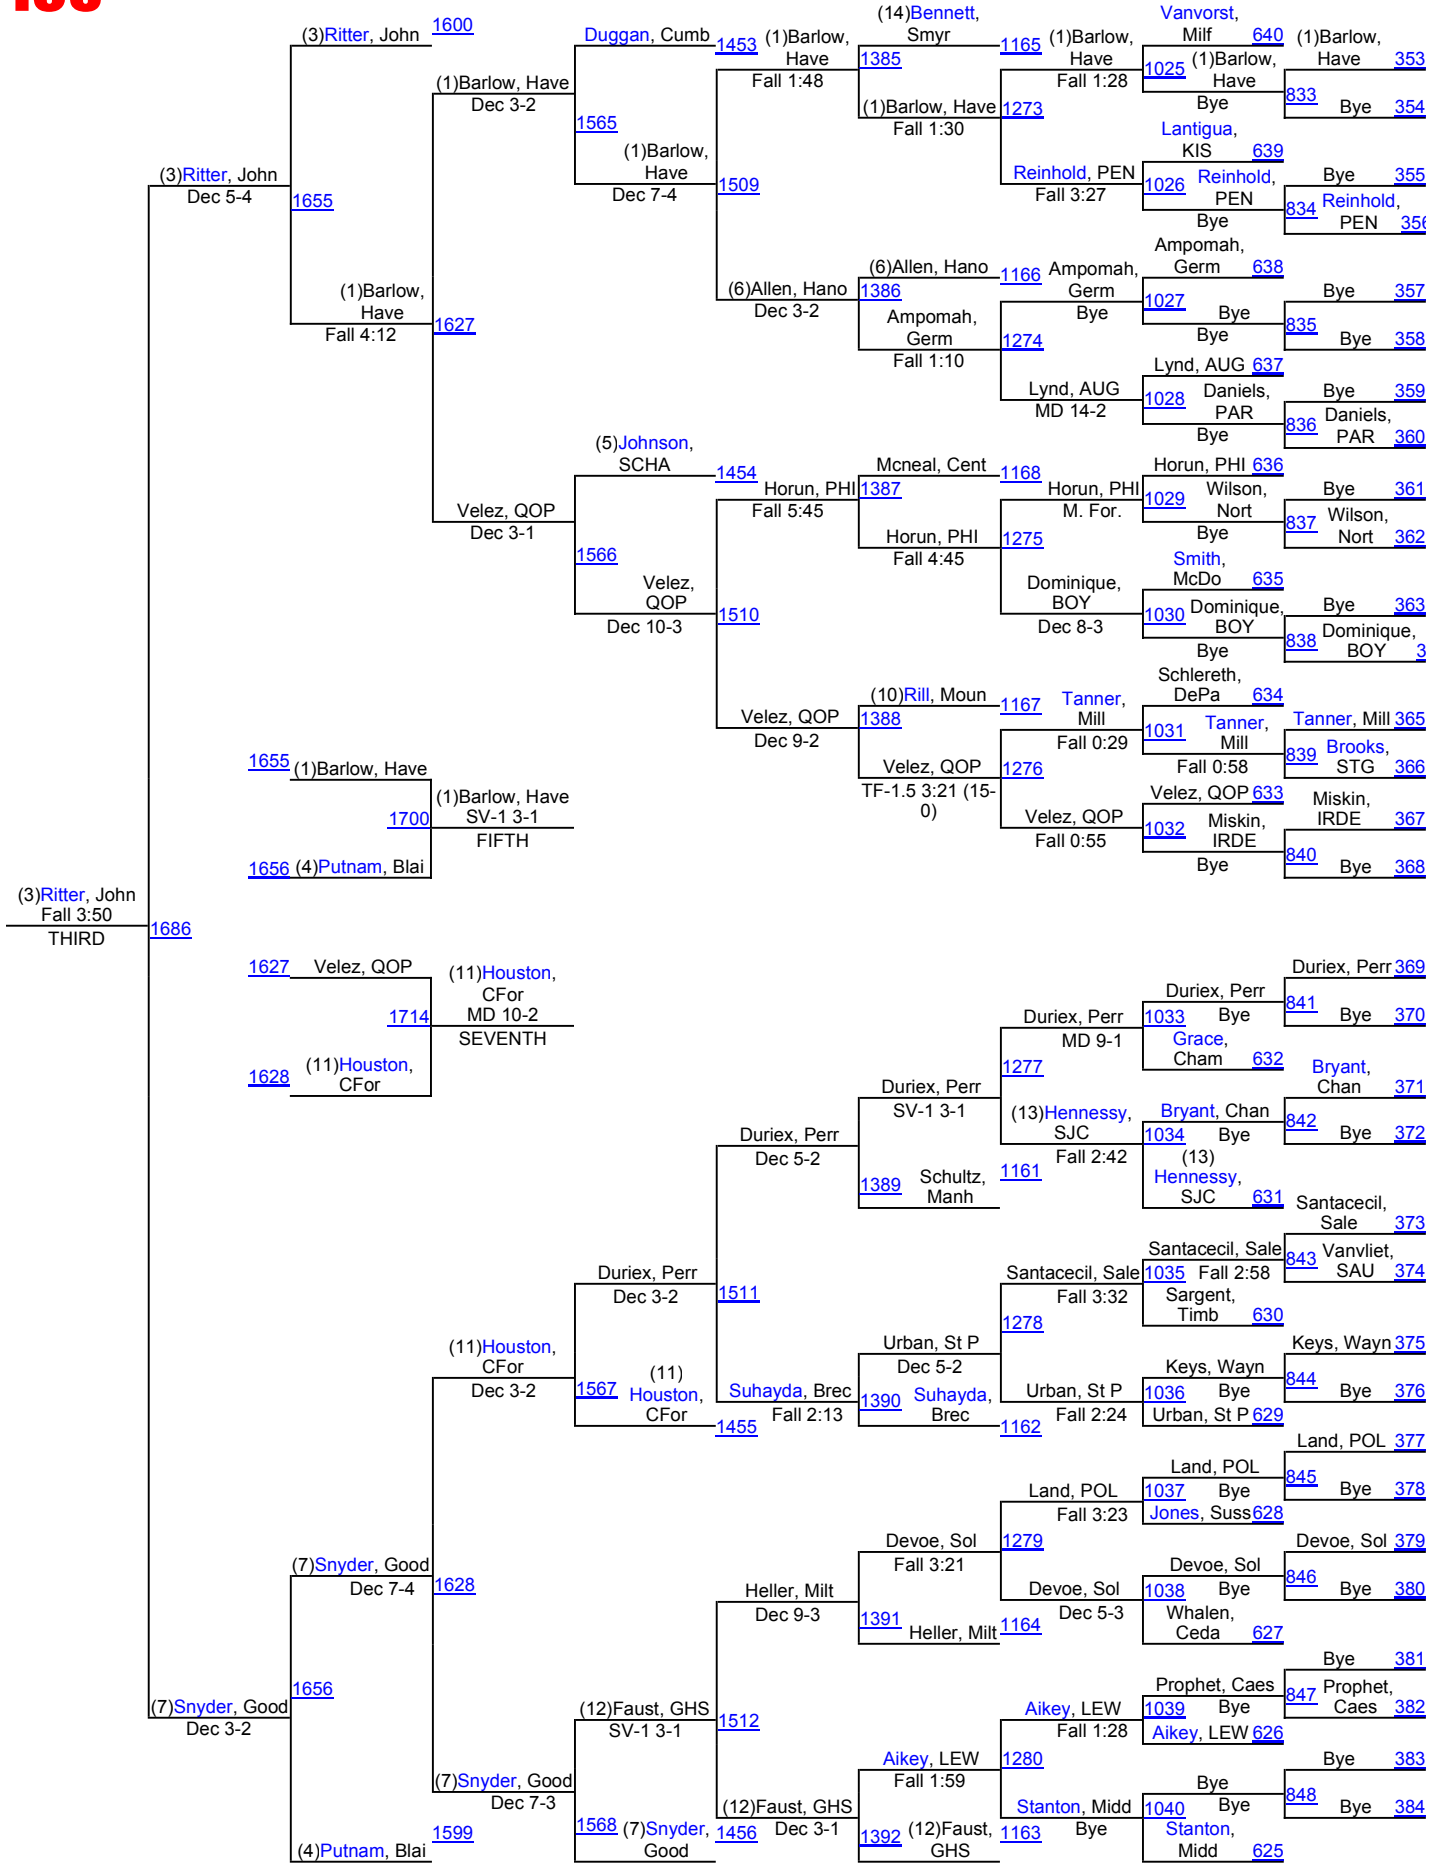 (3)Ritter, John 1600
(1)Barlow, Have
Dec 3-2
(3)Ritter, John
Dec 5-4
1655
(1)Barlow,
Have
Fall 4:12
1627
Duggan, Cumb 1453
1565
(1)Barlow,
Have
Dec 7-4
(1)Barlow,
Have
Fall 1:48
1509
(6)Allen, Hano
Dec 3-2
(14)Bennett,
Smyr 1165
1385
(1)Barlow, Have
Fall 1:30
1273
(1)Barlow,
Have
Fall 1:28
Reinhold, PEN
Fall 3:27
Vanvorst,
Milf 640
1025 (1)Barlow,
Have
Bye
(1)Barlow,
Have 353
833
Bye 354
Lantigua,
KIS 639
1026 Reinhold,
PEN
Bye
Bye 355
834 Reinhold,
PEN 356
(6)Allen, Hano 1166
1386
Ampomah,
Germ
Fall 1:10
Ampomah,
Germ
Bye
1274
Lynd, AUG
MD 14-2
Ampomah,
Germ 638
1027
Bye
Bye
Bye 357
835
Bye 358
Lynd, AUG 637
1028 Daniels,
PAR
Bye
Bye 359
836 Daniels,
PAR 360
Velez, QOP
Dec 3-1
(5)Johnson,
SCHA 1454
1566
Velez,
QOP
Dec 10-3
Horun, PHI
Fall 5:45
1510
Velez, QOP
Dec 9-2
Mcneal, Cent 1168
1387
Horun, PHI
Fall 4:45
Horun, PHI
M. For.
1275
Dominique,
BOY
Dec 8-3
Horun, PHI 636
1029 Wilson,
Nort
Bye
Bye 361
837 Wilson,
Nort 362
Smith,
McDo 635
1030 Dominique,
BOY
Bye
Bye 363
838 Dominique,
BOY 3
(10)Rill, Moun 1167
1388
Velez, QOP
TF-1.5 3:21 (15-
0)
Tanner,
Mill
Fall 0:29
1276
Velez, QOP
Fall 0:55
Schlereth,
DePa 634
1031 Tanner,
Mill
Fall 0:58
Tanner, Mill 365
839 Brooks,
STG 366
Velez, QOP 633
1032 Miskin,
IRDE
Bye
Miskin,
IRDE 367
840
Bye 368
1655 (1)Barlow, Have
1700
(1)Barlow, Have
SV-1 3-1
FIFTH
1656 (4)Putnam, Blai
(3)Ritter, John
Fall 3:50
THIRD
1686
1627 Velez, QOP
1714
(11)Houston,
CFor
MD 10-2
SEVENTH
1628 (11)Houston,
CFor
Duriex, Perr 369
Duriex, Perr
841
Bye 370
1033 Bye
Grace,
Cham 632
Duriex, Perr
MD 9-1
1277
Duriex, Perr
SV-1 3-1
(13)Hennessy,
SJC
Fall 2:42
Bryant,
Chan 371
Bryant, Chan
842
Bye 372
1034 Bye
(13)
Hennessy,
SJC 631
Duriex, Perr
Dec 5-2
1389 Schultz,
Manh 1161
Santacecil,
Sale 373
Santacecil, Sale
843 Vanvliet,
SAU 374
1035 Fall 2:58
Sargent,
Timb 630
Santacecil, Sale
Fall 3:32
1278
Duriex, Perr
Dec 3-2
1511
Urban, St P
Dec 5-2
Urban, St P
Fall 2:24
Keys, Wayn 375
Keys, Wayn
844
Bye 376
1036 Bye
Urban, St P 629
(11)Houston,
CFor
Dec 3-2
1567 (11)
Houston,
CFor 1455
Suhayda, Brec
Fall 2:13
1390 Suhayda,
Brec 1162
Land, POL 377
Land, POL
845
Bye 378
1037 Bye
Jones, Suss 628
Land, POL
Fall 3:23
1279
Devoe, Sol
Fall 3:21
Devoe, Sol
Dec 5-3
Devoe, Sol 379
Devoe, Sol
846
Bye 380
1038 Bye
Whalen,
Ceda 627
(7)Snyder, Good
Dec 7-4
1628
Heller, Milt
Dec 9-3
1391
Heller, Milt 1164
Bye 381
Prophet, Caes
847 Prophet,
Caes 382
1039 Bye
Aikey, LEW 626
Aikey, LEW
Fall 1:28
1280
(7)Snyder, Good
Dec 3-2
1656
(12)Faust, GHS
SV-1 3-1
1512
Aikey, LEW
Fall 1:59
Stanton, Midd
Bye
Bye 383
Bye
848
Bye 384
1040 Bye
Stanton,
Midd 625
(7)Snyder, Good
Dec 7-3
1568 (7)Snyder,
Good 1456
(12)Faust, GHS
Dec 3-1
1392 (12)Faust,
GHS 1163
(4)Putnam, Blai 1599